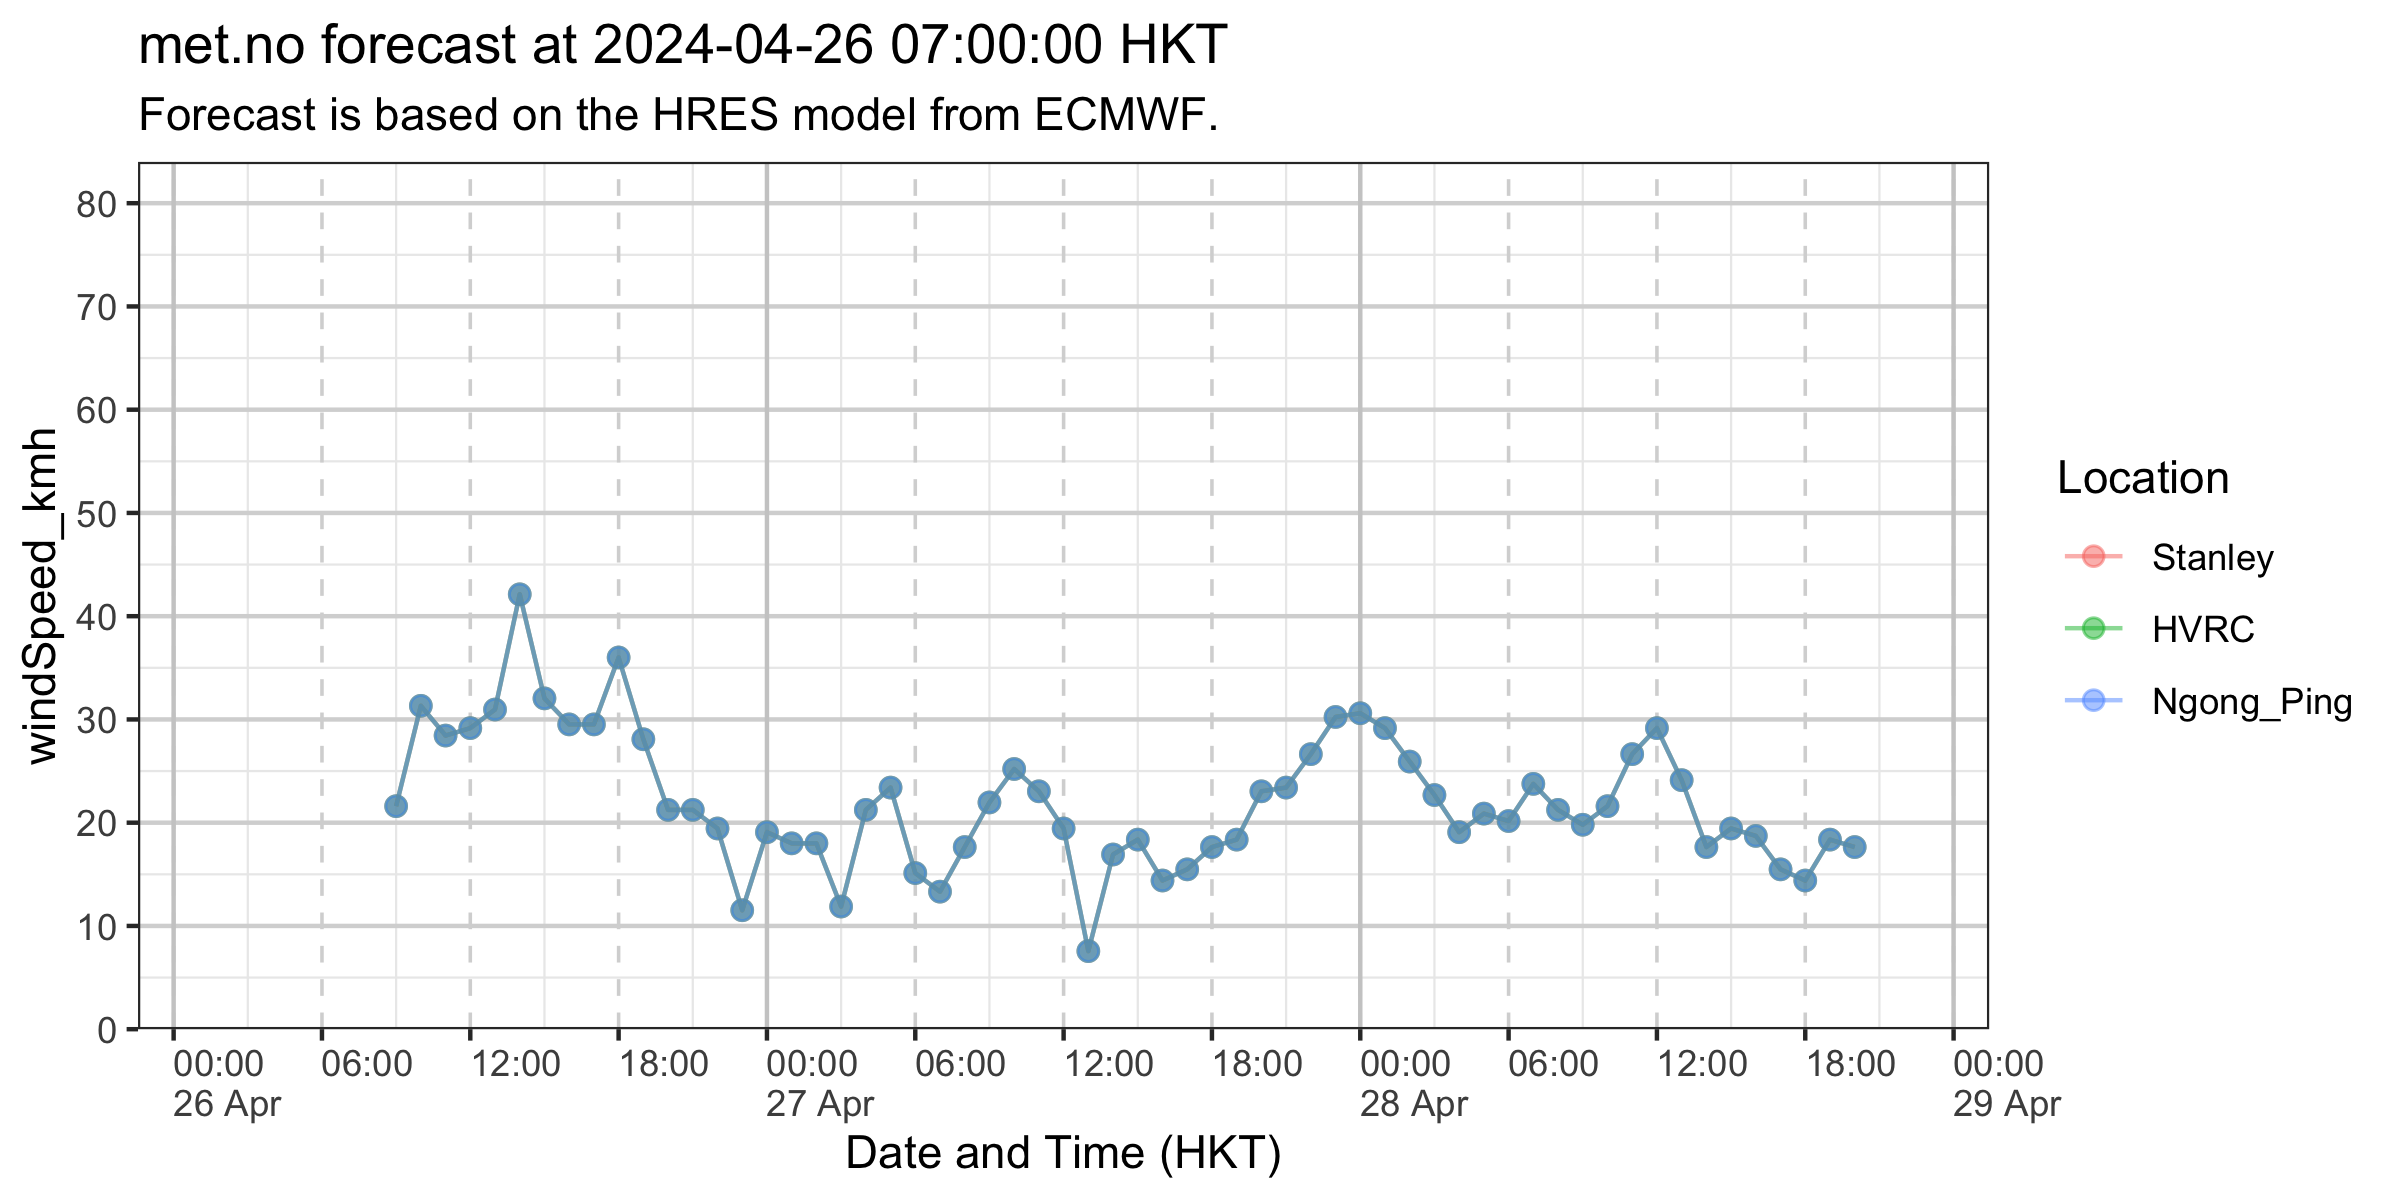 met.no forecast at 2024-04-26 07:00:00 HKT
Forecast is based on the HRES model from ECMWF.
windSpeed_kmh
80
70
60
50
40
30
20
10
0
00:00 06:00 12:00 18:00 00:00 06:00 12:00 18:00 00:00 06:00 12:00 18:00 00:00
26 Apr 27 Apr 28 Apr 29 Apr
Date and Time (HKT)
Location
Stanley
HVRC
Ngong_Ping